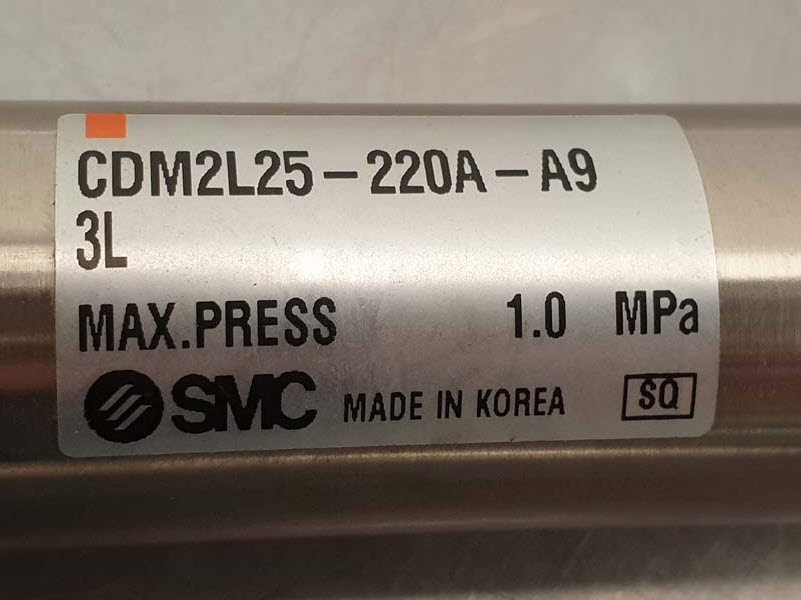 CDM2L25-220A-A9
3L
MAX.PRESS 1.0 MPa
SMC MADE IN KOREA SQ